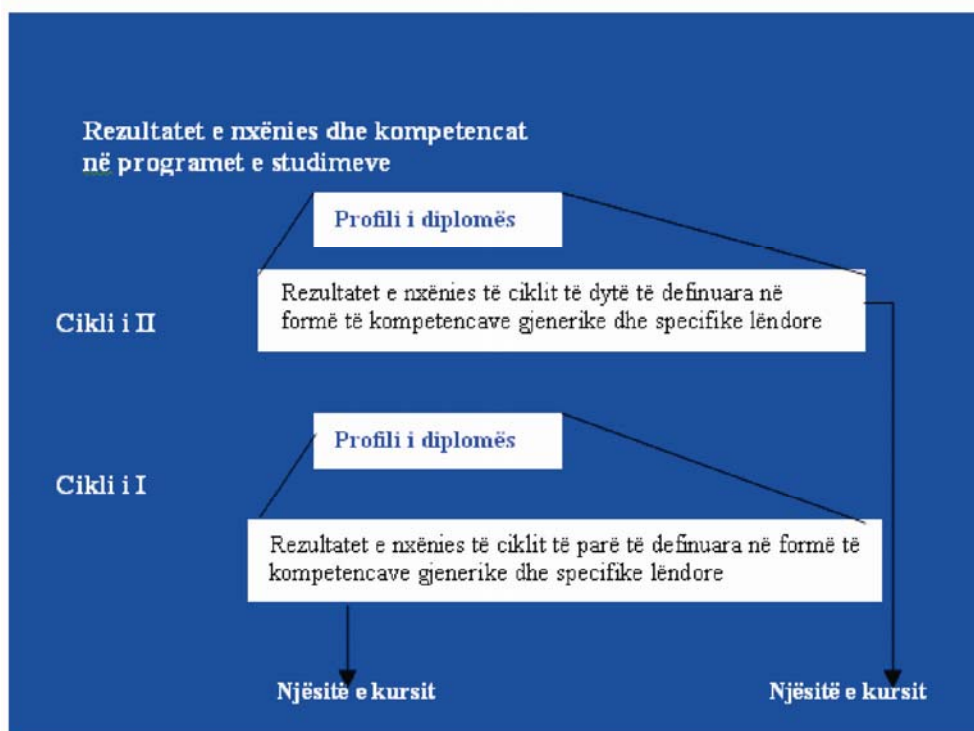 Rezultatet e nxënies dhe kompetencat
në programet e studimeve
Profili i diplomës
Cikli i II
Rezultatet e nxënies të ciklit të dytë të definuara në
formë të kompetencave gjenerike dhe specifike lëndore
Profili i diplomës
Cikli i I
Rezultatet e nxënies të ciklit të parë të definuara në formë të
kompetencave gjenerike dhe specifike lëndore
Njësitë e kursit
Njësitë e kursit